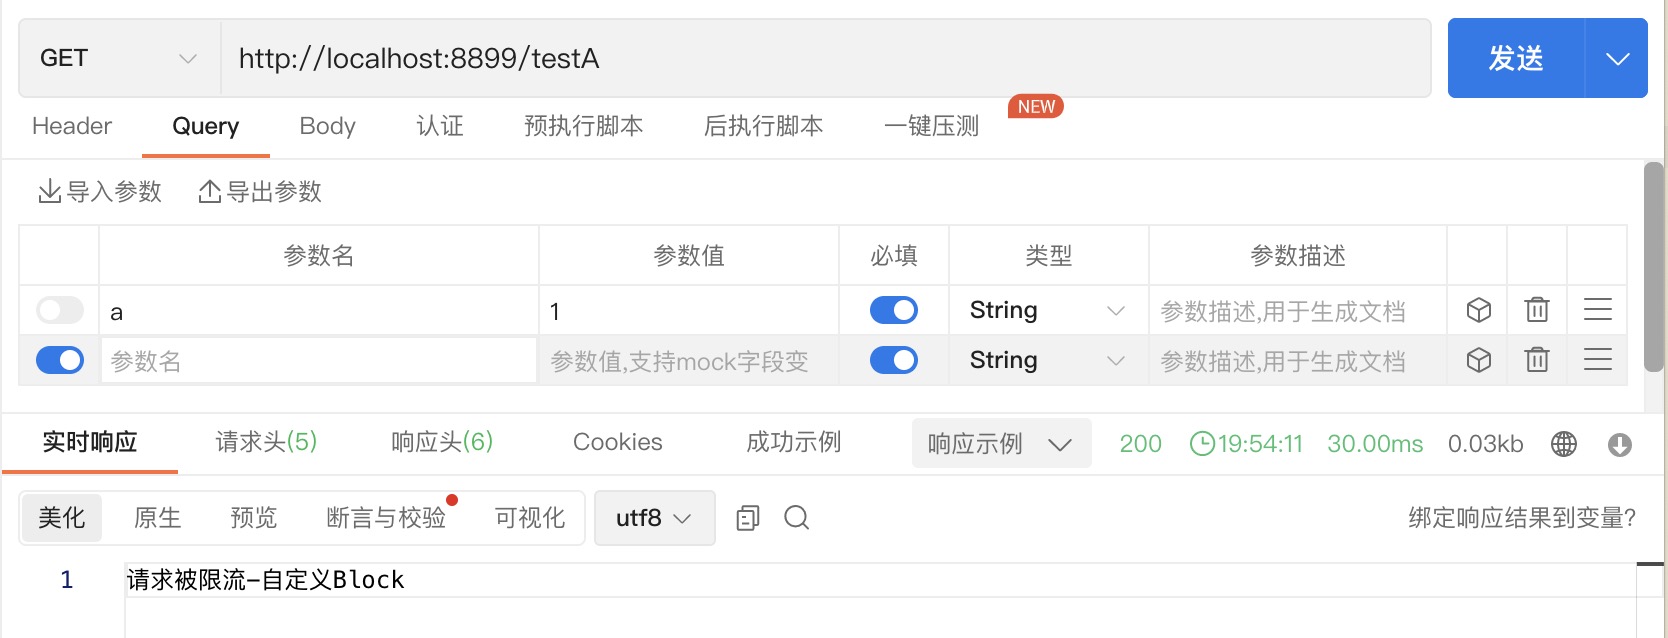 GET http://localhost:8899/testA 发送
NEW
Header Query Body 认证 预执行脚本 后执行脚本 一键压测
导入参数 导出参数
参数名 参数值 必填 类型 参数描述
a 1 String 参数描述,用于生成文档
参数名 参数值,支持mock字段变 String 参数描述,用于生成文档
实时响应 请求头(5) 响应头(6) Cookies 成功示例 响应示例 200 19:54:11 30.00ms 0.03kb
美化 原生 预览 断言与校验 可视化 utf8 绑定响应结果到变量?
1 请求被限流-自定义Block